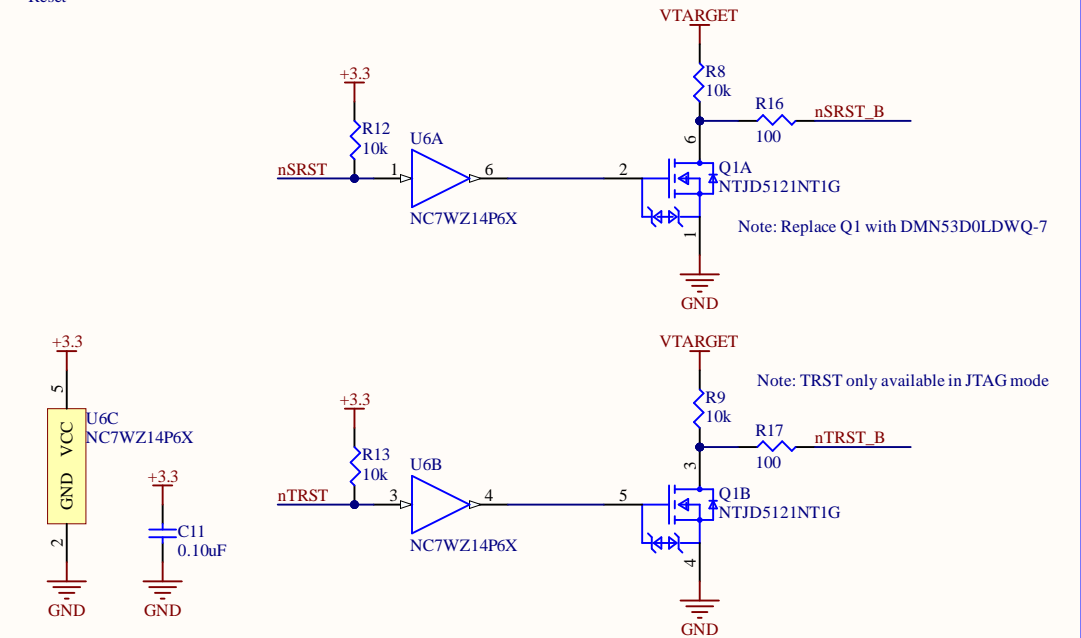 Reset
VTARGET
R8
10k
+3.3
R12
10k
R16
100
nSRST_B
nSRST
1
U6A
6
NC7WZ14P6X
2
6
Q1A
NTJD5121NT1G
1
Note: Replace Q1 with DMN53D0LDWQ-7
GND
+3.3
5
VCC
GND
U6C
NC7WZ14P6X
2
GND
+3.3
C11
0.10uF
GND
VTARGET
Note: TRST only available in JTAG mode
R9
10k
+3.3
R13
10k
R17
100
nTRST_B
nTRST
3
U6B
4
NC7WZ14P6X
5
3
Q1B
NTJD5121NT1G
4
GND